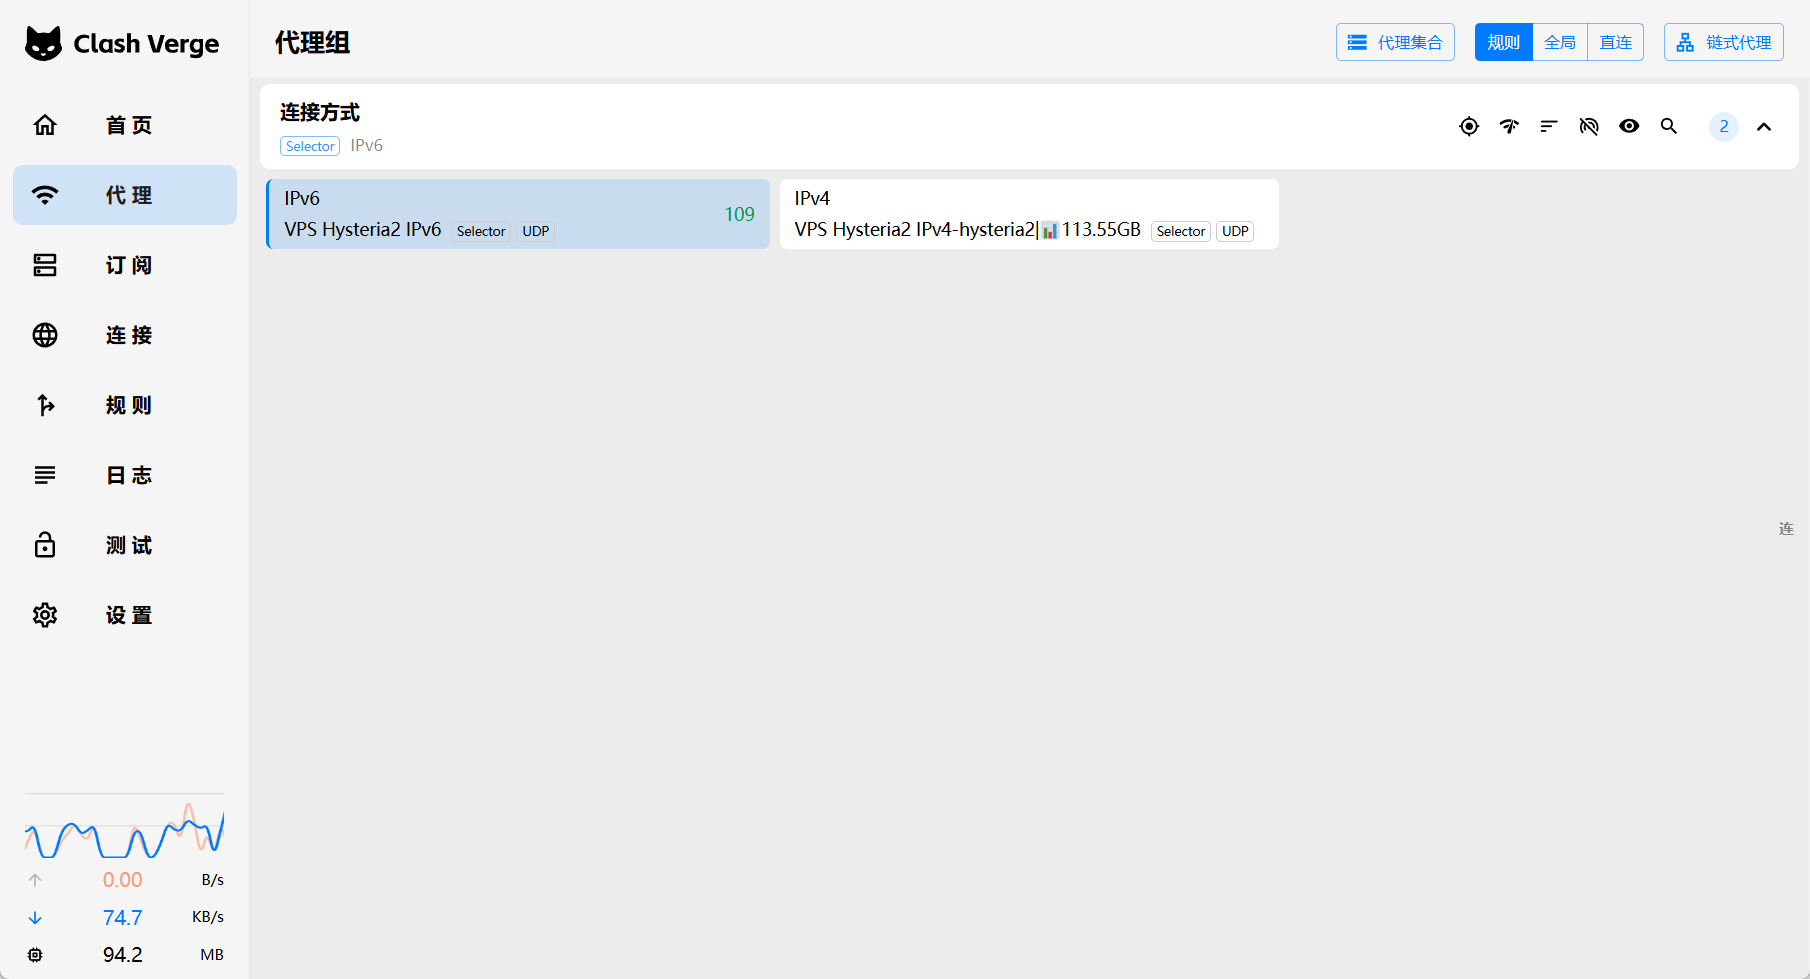 Clash Verge
首 页
代 理
订 阅
连 接
规 则
日 志
测 试
设 置
0.00 B/s
74.7 KB/s
94.2 MB
代理组
代理集合
规则 全局 直连
链式代理
连接方式
Selector IPv6
2
IPv6
VPS Hysteria2 IPv6 Selector UDP
109
IPv4
VPS Hysteria2 IPv4-hysteria2|📊113.55GB Selector UDP
连